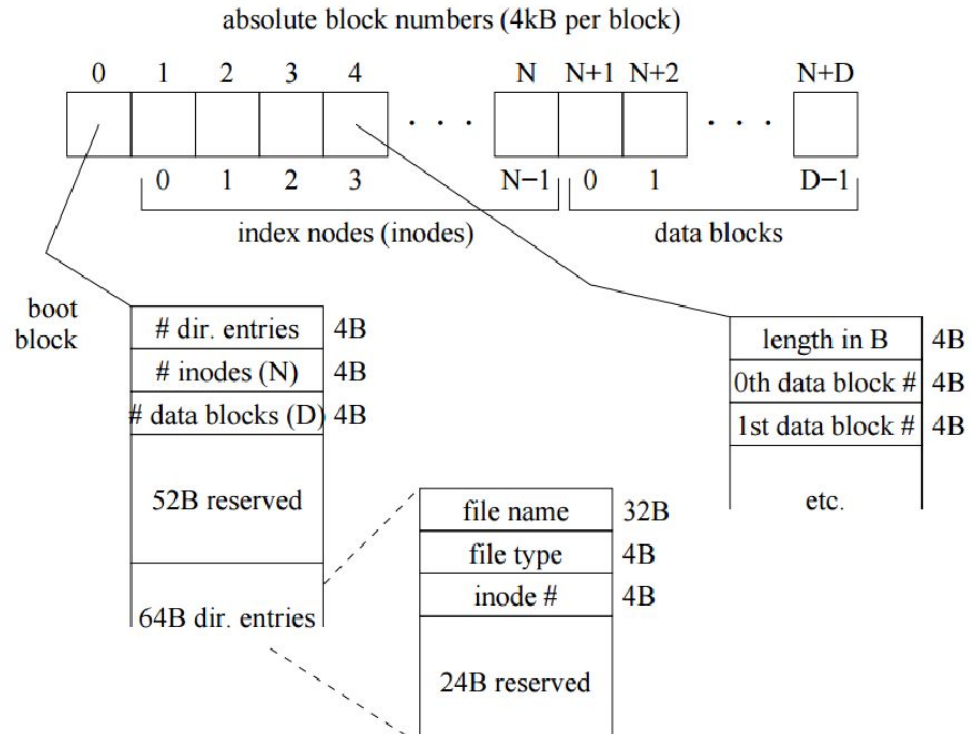 absolute block numbers (4kB per block)
0 1 2 3 4 N N+1 N+2 N+D
. . . . . .
0 1 2 3 N−1 0 1 D−1
index nodes (inodes) data blocks
boot
block
# dir. entries 4B
# inodes (N) 4B
# data blocks (D) 4B
52B reserved
64B dir. entries
length in B 4B
0th data block # 4B
1st data block # 4B
etc.
file name 32B
file type 4B
inode # 4B
24B reserved